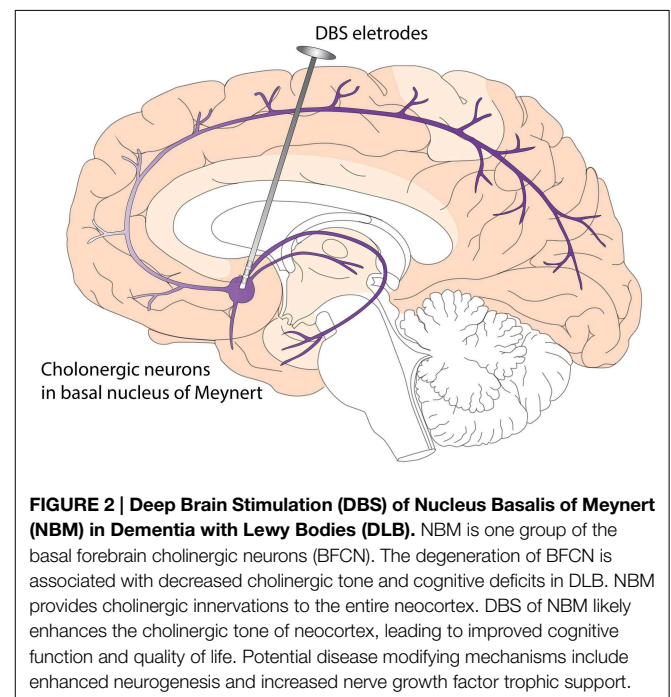 DBS eletrodes
Cholonergic neurons
in basal nucleus of Meynert
FIGURE 2 | Deep Brain Stimulation (DBS) of Nucleus Basalis of Meynert
(NBM) in Dementia with Lewy Bodies (DLB). NBM is one group of the
basal forebrain cholinergic neurons (BFCN). The degeneration of BFCN is
associated with decreased cholinergic tone and cognitive deficits in DLB. NBM
provides cholinergic innervations to the entire neocortex. DBS of NBM likely
enhances the cholinergic tone of neocortex, leading to improved cognitive
function and quality of life. Potential disease modifying mechanisms include
enhanced neurogenesis and increased nerve growth factor trophic support.